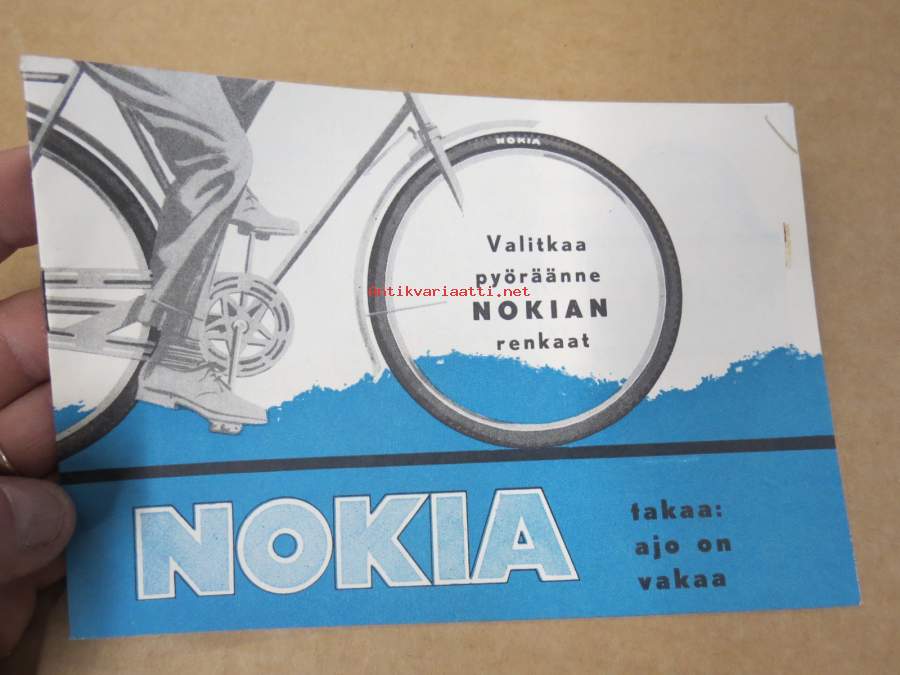 NOKIA
Valitkaa
pyöräänne
antikvariaatti.net
NOKIAN
renkaat
NOKIA
takaa:
ajo on
vakaa